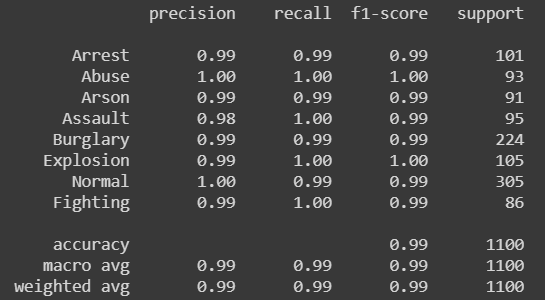 precision recall f1-score support
Arrest 0.99 0.99 0.99 101
Abuse 1.00 1.00 1.00 93
Arson 0.99 0.99 0.99 91
Assault 0.98 1.00 0.99 95
Burglary 0.99 0.99 0.99 224
Explosion 0.99 1.00 1.00 105
Normal 1.00 0.99 0.99 305
Fighting 0.99 1.00 0.99 86
accuracy 0.99 1100
macro avg 0.99 0.99 0.99 1100
weighted avg 0.99 0.99 0.99 1100